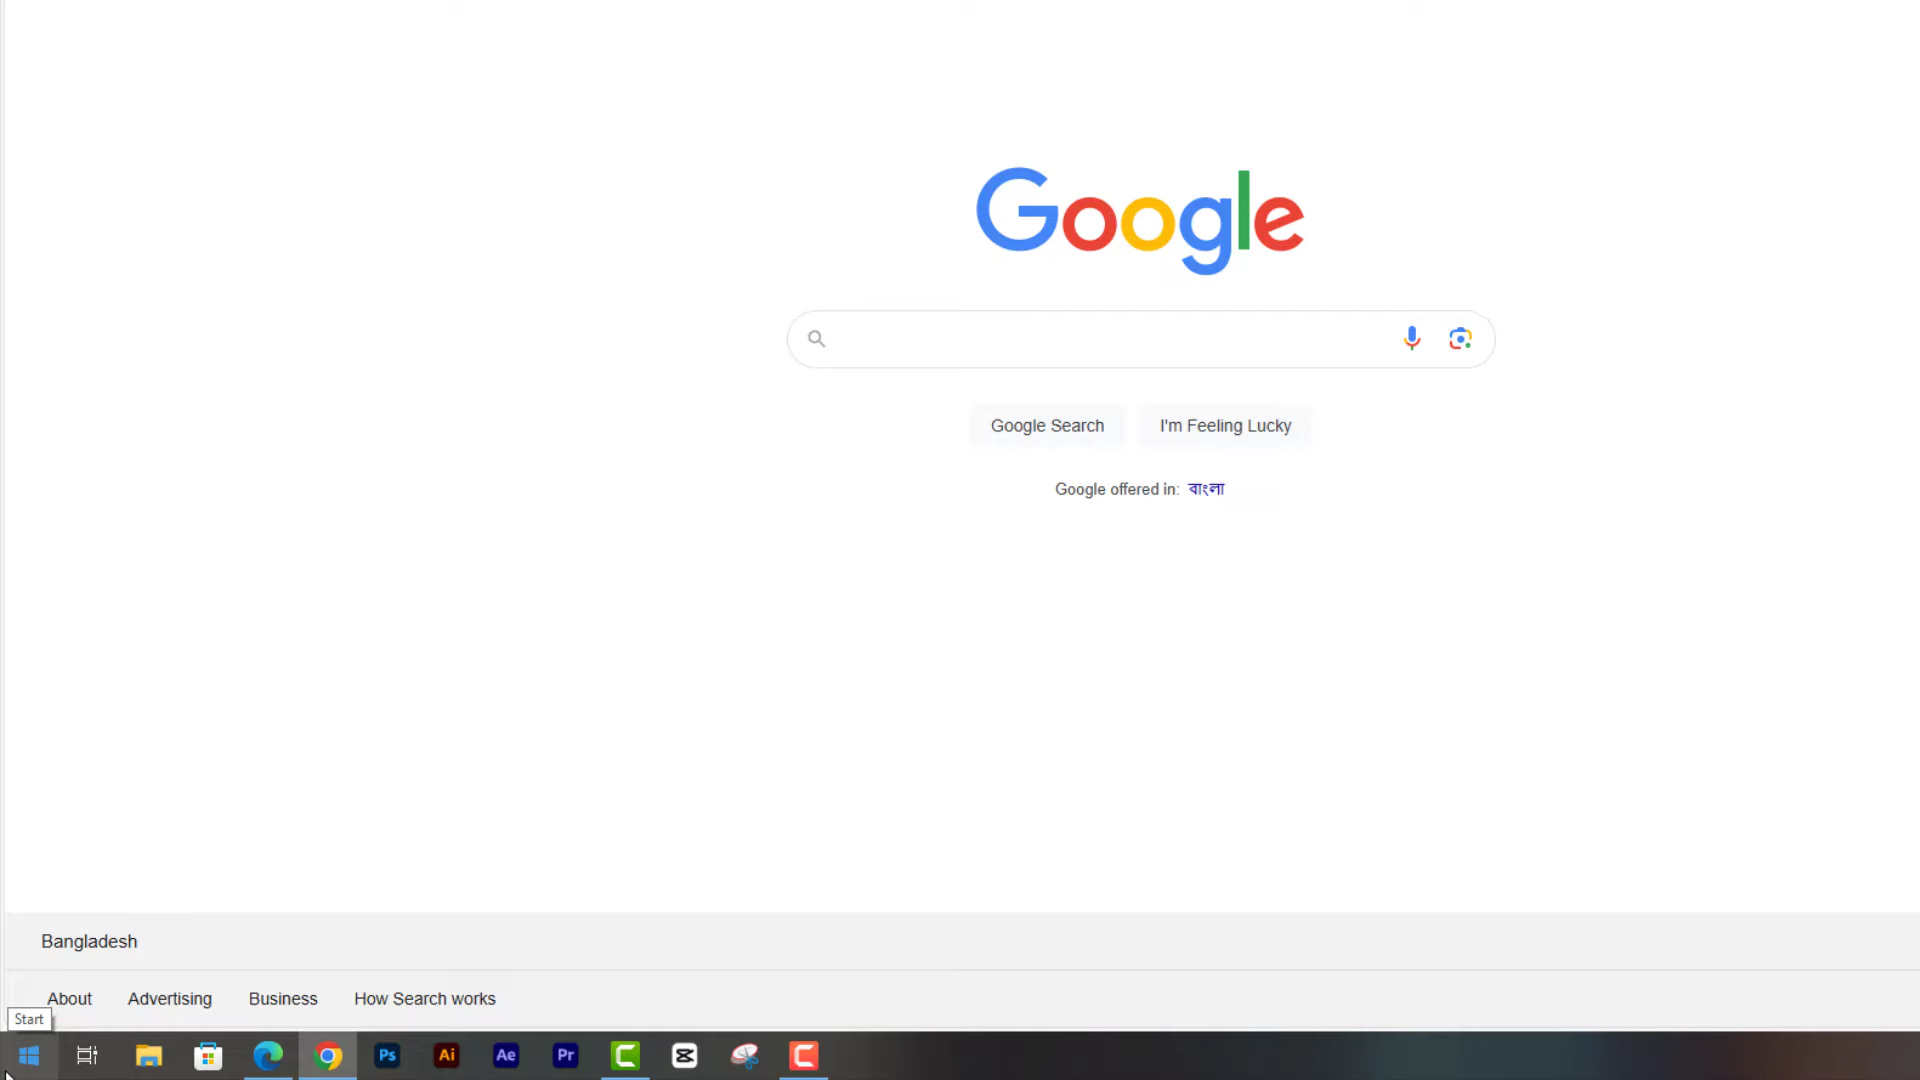 Google
Google Search
I'm Feeling Lucky
Google offered in: বাংলা
Bangladesh
About
Advertising
Business
How Search works
Start
Ps
Ai
Ae
Pr